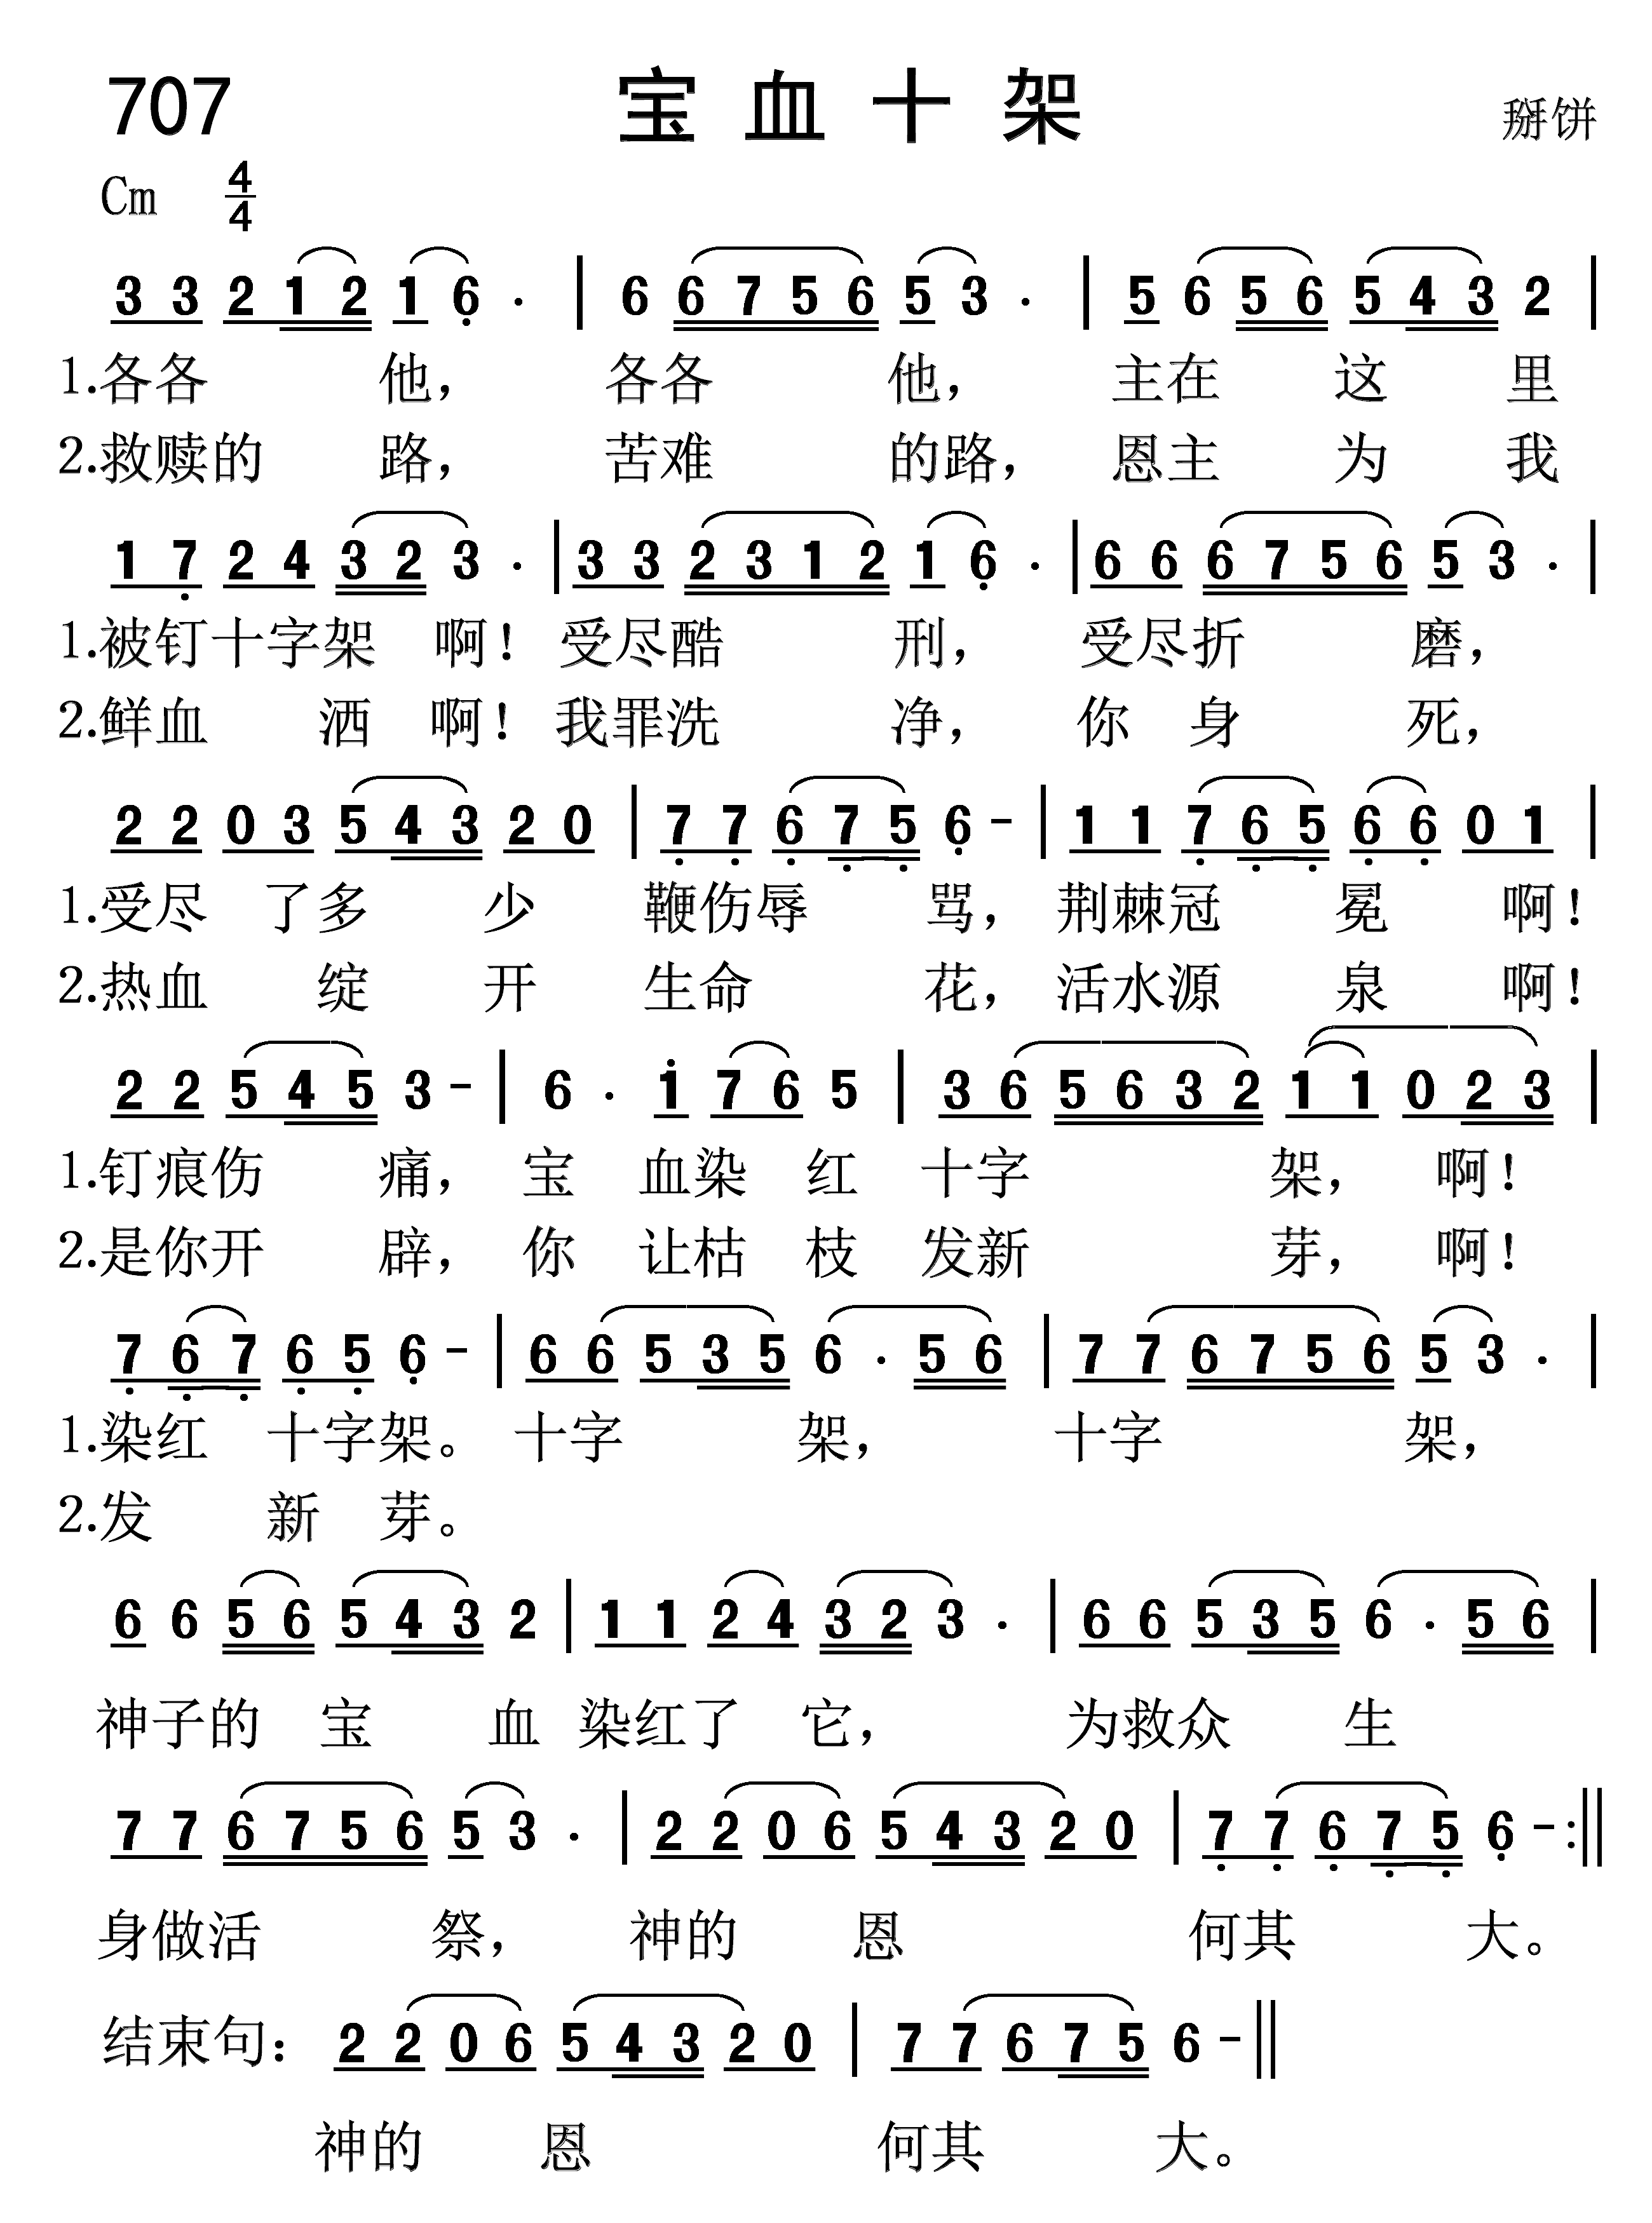 707 宝血十架 掰饼
Cm 4/4
3 3 2 1 2 1 6 · | 6 6 7 5 6 5 3 · | 5 6 5 6 5 4 3 2 |
1.各各 他， 各各 他， 主在 这 里
2.救赎的 路， 苦难 的路， 恩主 为 我
1 7 2 4 3 2 3 · | 3 3 2 3 1 2 1 6 · | 6 6 6 7 5 6 5 3 · |
1.被钉十字架 啊！ 受尽酷 刑， 受尽折 磨，
2.鲜血 洒 啊！ 我罪洗 净， 你 身 死，
2 2 0 3 5 4 3 2 0 | 7 7 6 7 5 6 - | 1 1 7 6 5 6 6 0 1 |
1.受尽 了多 少 鞭伤辱 骂， 荆棘冠 冕 啊！
2.热血 绽 开 生命 花， 活水源 泉 啊！
2 2 5 4 5 3 - | 6 · 1 7 6 5 | 3 6 5 6 3 2 1 1 0 2 3 |
1.钉痕伤 痛， 宝 血染 红 十字 架， 啊！
2.是你开 辟， 你 让枯 枝 发新 芽， 啊！
7 6 7 6 5 6 - | 6 6 5 3 5 6 · 5 6 | 7 7 6 7 5 6 5 3 · |
1.染红 十字架。 十字 架， 十字 架，
2.发 新 芽。
6 6 5 6 5 4 3 2 | 1 1 2 4 3 2 3 · | 6 6 5 3 5 6 · 5 6 |
神子的 宝 血 染红了 它， 为救众 生
7 7 6 7 5 6 5 3 · | 2 2 0 6 5 4 3 2 0 | 7 7 6 7 5 6 - :||
身做活 祭， 神的 恩 何其 大。
结束句： 2 2 0 6 5 4 3 2 0 | 7 7 6 7 5 6 - ||
神的 恩 何其 大。